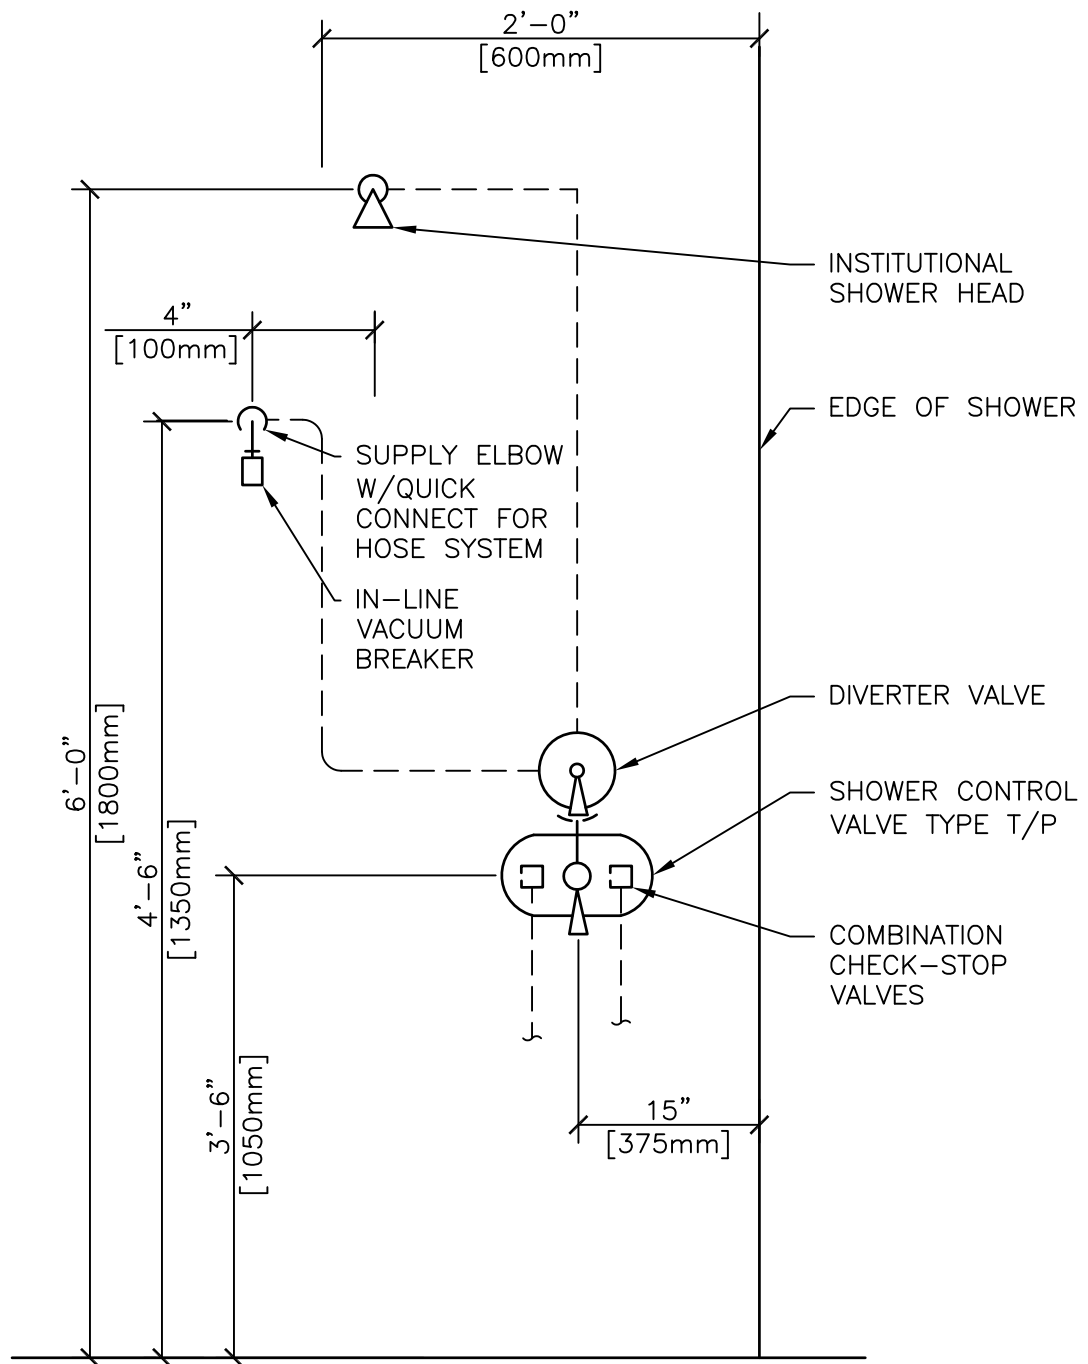 2'-0"
[600mm]
INSTITUTIONAL
SHOWER HEAD
4"
[100mm]
EDGE OF SHOWER
SUPPLY ELBOW
W/QUICK
CONNECT FOR
HOSE SYSTEM
IN-LINE
VACUUM
BREAKER
DIVERTER VALVE
6'-0"
[1800mm]
SHOWER CONTROL
VALVE TYPE T/P
4'-6"
[1350mm]
COMBINATION
CHECK-STOP
VALVES
3'-6"
[1050mm]
15"
[375mm]